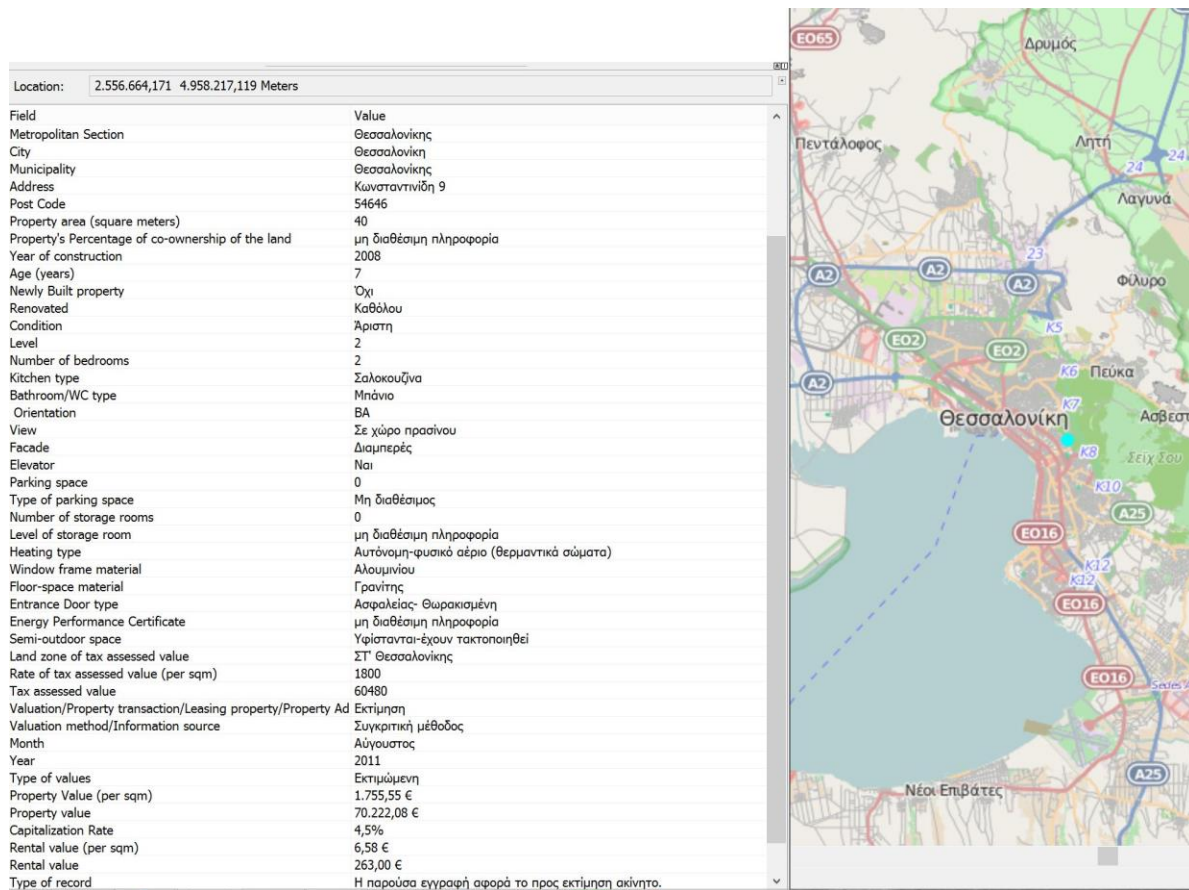 Location: 2.556.664,171 4.958.217,119 Meters
Field Value
Metropolitan Section Θεσσαλονίκης
City Θεσσαλονίκη
Municipality Θεσσαλονίκης
Address Κωνσταντινίδη 9
Post Code 54646
Property area (square meters) 40
Property's Percentage of co-ownership of the land μη διαθέσιμη πληροφορία
Year of construction 2008
Age (years) 7
Newly Built property Όχι
Renovated Καθόλου
Condition Άριστη
Level 2
Number of bedrooms 2
Kitchen type Σαλοκουζίνα
Bathroom/WC type Μπάνιο
Orientation ΒΑ
View Σε χώρο πρασίνου
Facade Διαμπερές
Elevator Ναι
Parking space 0
Type of parking space Μη διαθέσιμος
Number of storage rooms 0
Level of storage room μη διαθέσιμη πληροφορία
Heating type Αυτόνομη-φυσικό αέριο (θερμαντικά σώματα)
Window frame material Αλουμινίου
Floor-space material Γρανίτης
Entrance Door type Ασφαλείας- Θωρακισμένη
Energy Performance Certificate μη διαθέσιμη πληροφορία
Semi-outdoor space Υφίστανται-έχουν τακτοποιηθεί
Land zone of tax assessed value ΣΤ' Θεσσαλονίκης
Rate of tax assessed value (per sqm) 1800
Tax assessed value 60480
Valuation/Property transaction/Leasing property/Property Ad Εκτίμηση
Valuation method/Information source Συγκριτική μέθοδος
Month Αύγουστος
Year 2011
Type of values Εκτιμώμενη
Property Value (per sqm) 1.755,55 €
Property value 70.222,08 €
Capitalization Rate 4,5%
Rental value (per sqm) 6,58 €
Rental value 263,00 €
Type of record Η παρούσα εγγραφή αφορά το προς εκτίμηση ακίνητο.
EO65
Δρυμός
Πεντάλοφος
Λητή
24
24
Λαγυνά
23
A2
A2
A2
Φίλυρο
K5
EO2
EO2
K6 Πεύκα
A2
K7
Θεσσαλονίκη
Ασβεστ
K8
Σεΐχ Σου
K10
A25
EO16
K12
K12
EO16
EO16
Sedes A
A25
Νέοι Επιβάτες